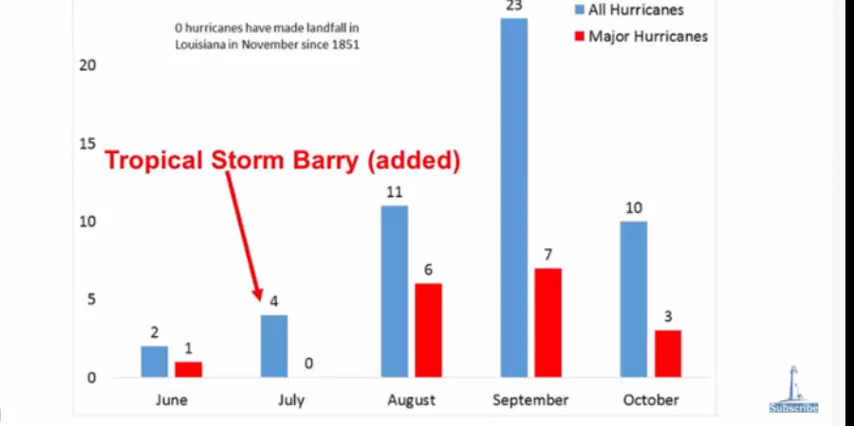 23
All Hurricanes
Major Hurricanes
0 hurricanes have made landfall in
Louisiana in November since 1851
20
15
Tropical Storm Barry (added)
11
10
10
7
6
5
4
3
2
1
0
0
June
July
August
September
October
Subscribe